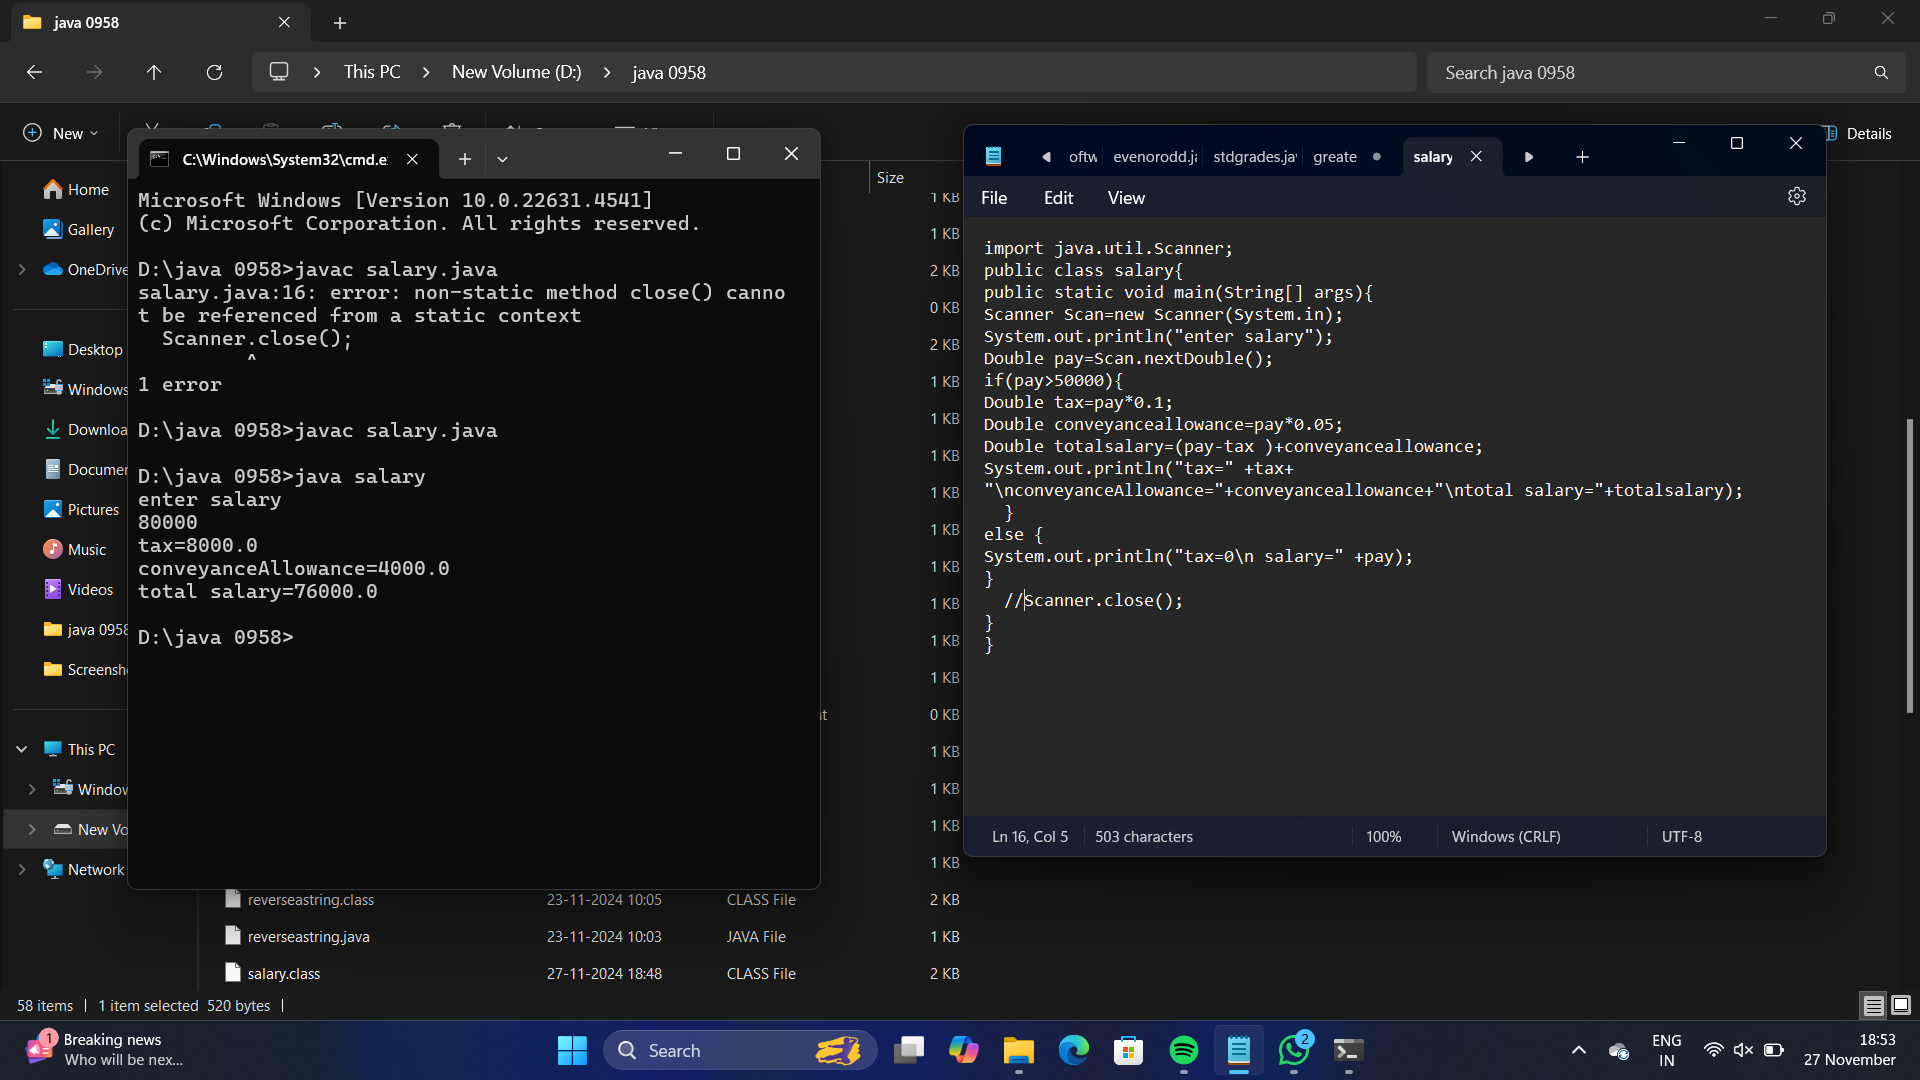 java 0958
This PC
New Volume (D:)
java 0958
Search java 0958
New
Details
Home
Gallery
OneDrive
Desktop
Windows
Downloa
Documen
Pictures
Music
Videos
java 0958
Screensh
This PC
Window
New Vo
Network
C:\Windows\System32\cmd.e
Microsoft Windows [Version 10.0.22631.4541]
(c) Microsoft Corporation. All rights reserved.
D:\java 0958>javac salary.java
salary.java:16: error: non-static method close() canno
t be referenced from a static context
  Scanner.close();
         ^
1 error
D:\java 0958>javac salary.java
D:\java 0958>java salary
enter salary
80000
tax=8000.0
conveyanceAllowance=4000.0
total salary=76000.0
D:\java 0958>
Size
1 KB
1 KB
2 KB
0 KB
2 KB
1 KB
1 KB
1 KB
1 KB
1 KB
1 KB
1 KB
1 KB
1 KB
0 KB
1 KB
1 KB
1 KB
1 KB
oftw
evenorodd.ja
stdgrades.jav
greate
salary
File Edit View
import java.util.Scanner;
public class salary{
public static void main(String[] args){
Scanner Scan=new Scanner(System.in);
System.out.println("enter salary");
Double pay=Scan.nextDouble();
if(pay>50000){
Double tax=pay*0.1;
Double conveyanceallowance=pay*0.05;
Double totalsalary=(pay-tax )+conveyanceallowance;
System.out.println("tax=" +tax+
"\nconveyanceAllowance="+conveyanceallowance+"\ntotal salary="+totalsalary);
  }
else {
System.out.println("tax=0\n salary=" +pay);
}
  //Scanner.close();
}
}
Ln 16, Col 5 503 characters 100% Windows (CRLF) UTF-8
reverseastring.class 23-11-2024 10:05 CLASS File 2 KB
reverseastring.java 23-11-2024 10:03 JAVA File 1 KB
salary.class 27-11-2024 18:48 CLASS File 2 KB
58 items 1 item selected 520 bytes
1
Breaking news
Who will be nex...
Search
2
ENG
IN
18:53
27 November